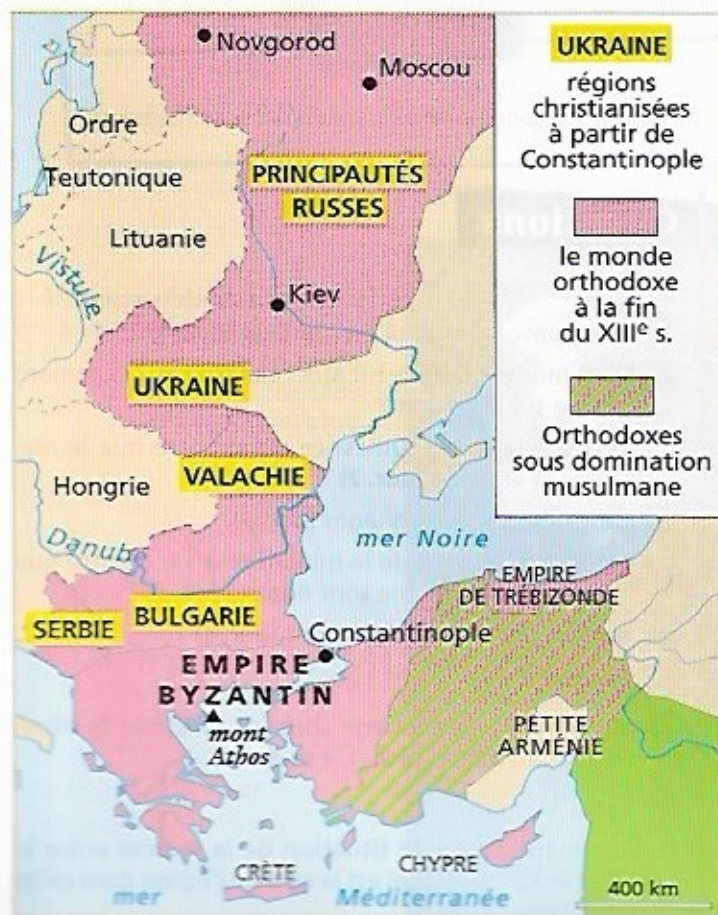 Novgorod
Moscou
Ordre
Teutonique
Lituanie
PRINCIPAUTÉS
RUSSES
Vistule
Kiev
UKRAINE
VALACHIE
Hongrie
Danube
mer Noire
EMPIRE
DE TRÉBIZONDE
SERBIE
BULGARIE
Constantinople
EMPIRE
BYZANTIN
mont
Athos
PETITE
ARMÉNIE
CRÈTE
CHYPRE
mer Méditerranée
400 km
UKRAINE
régions
christianisées
à partir de
Constantinople
le monde
orthodoxe
à la fin
du XIIIe s.
Orthodoxes
sous domination
musulmane